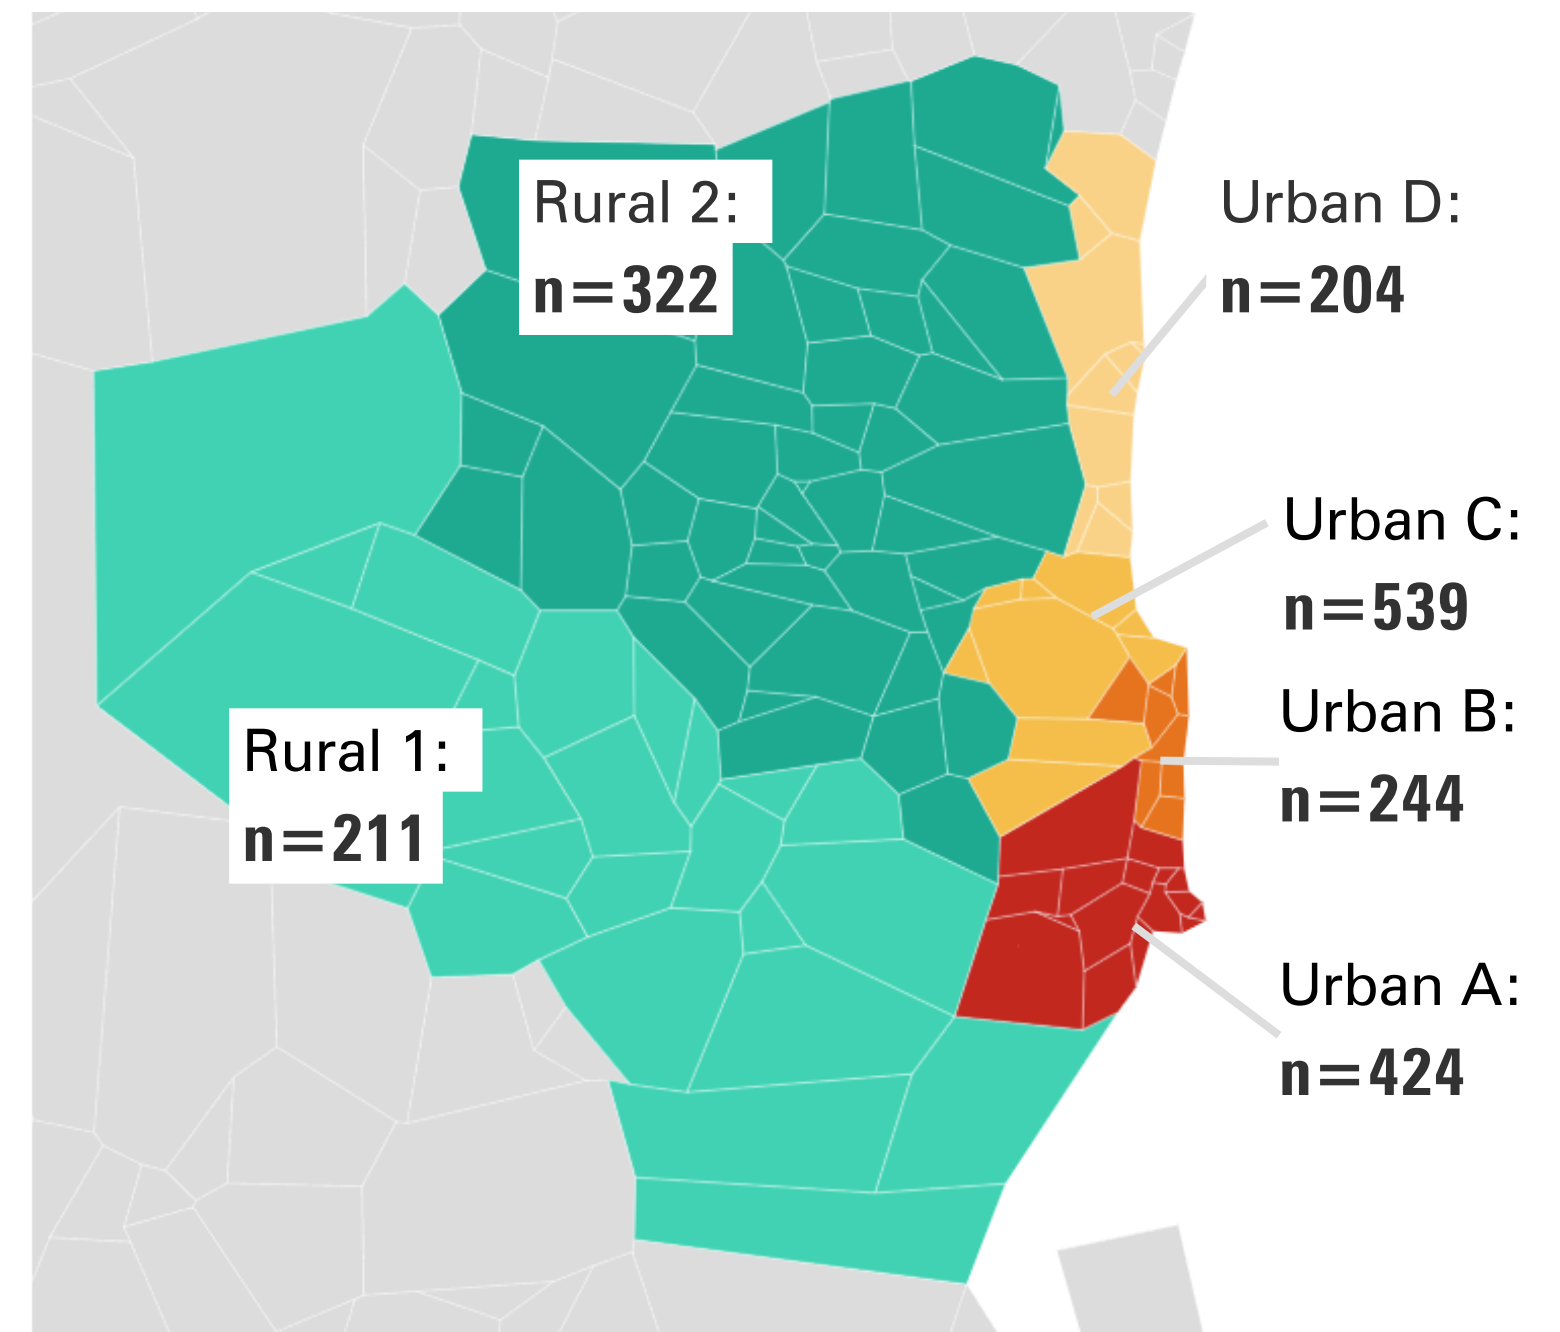 Rural 2:
n=322
Urban D:
n=204
Urban C:
n=539
Urban B:
n=244
Rural 1:
n=211
Urban A:
n=424